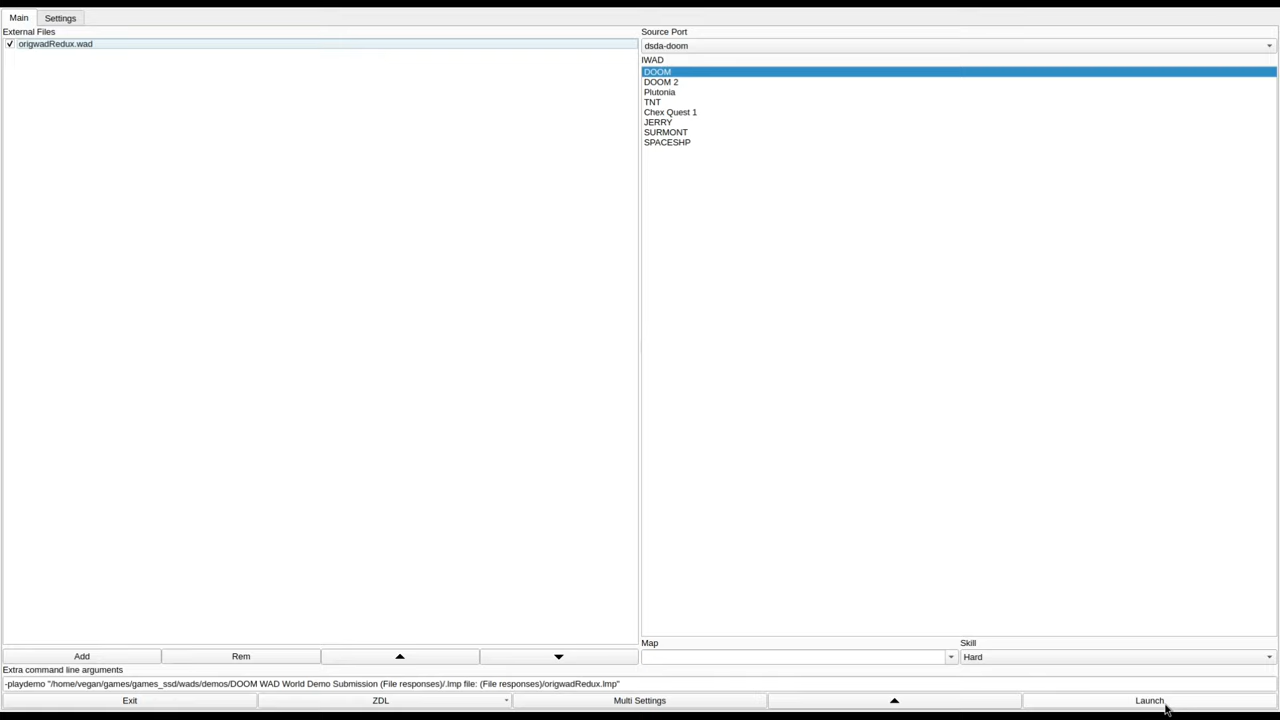 Main Settings
External Files
origwadRedux.wad
Source Port
dsda-doom
IWAD
DOOM
DOOM 2
Plutonia
TNT
Chex Quest 1
JERRY
SURMONT
SPACESHP
Map Skill
Hard
Add Rem
Extra command line arguments
-playdemo "/home/vegan/games/games_ssd/wads/demos/DOOM WAD World Demo Submission (File responses)/.lmp file: (File responses)/origwadRedux.lmp"
Exit ZDL Multi Settings Launch